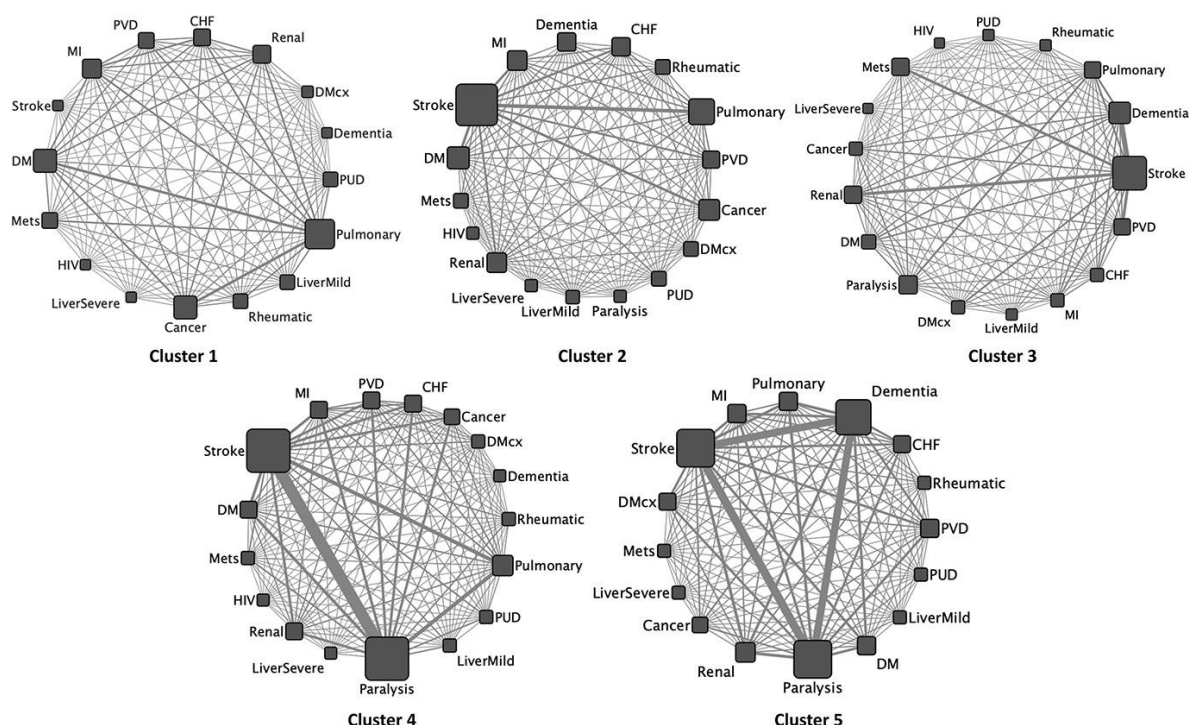 PVD
CHF
Renal
MI
DMcx
Stroke
Dementia
DM
PUD
Mets
Pulmonary
HIV
LiverMild
LiverSevere
Rheumatic
Cancer
Cluster 1
Dementia
CHF
MI
Rheumatic
Stroke
Pulmonary
DM
PVD
Mets
Cancer
HIV
DMcx
Renal
PUD
LiverSevere
LiverMild
Paralysis
Cluster 2
PUD
HIV
Rheumatic
Mets
Pulmonary
LiverSevere
Dementia
Cancer
Stroke
Renal
PVD
DM
CHF
Paralysis
MI
DMcx
LiverMild
Cluster 3
PVD
MI
CHF
Cancer
Stroke
DMcx
Dementia
DM
Rheumatic
Mets
Pulmonary
HIV
PUD
Renal
LiverSevere
LiverMild
Paralysis
Cluster 4
Pulmonary
Dementia
MI
Stroke
CHF
Rheumatic
DMcx
PVD
Mets
PUD
LiverSevere
LiverMild
Cancer
DM
Renal
Paralysis
Cluster 5